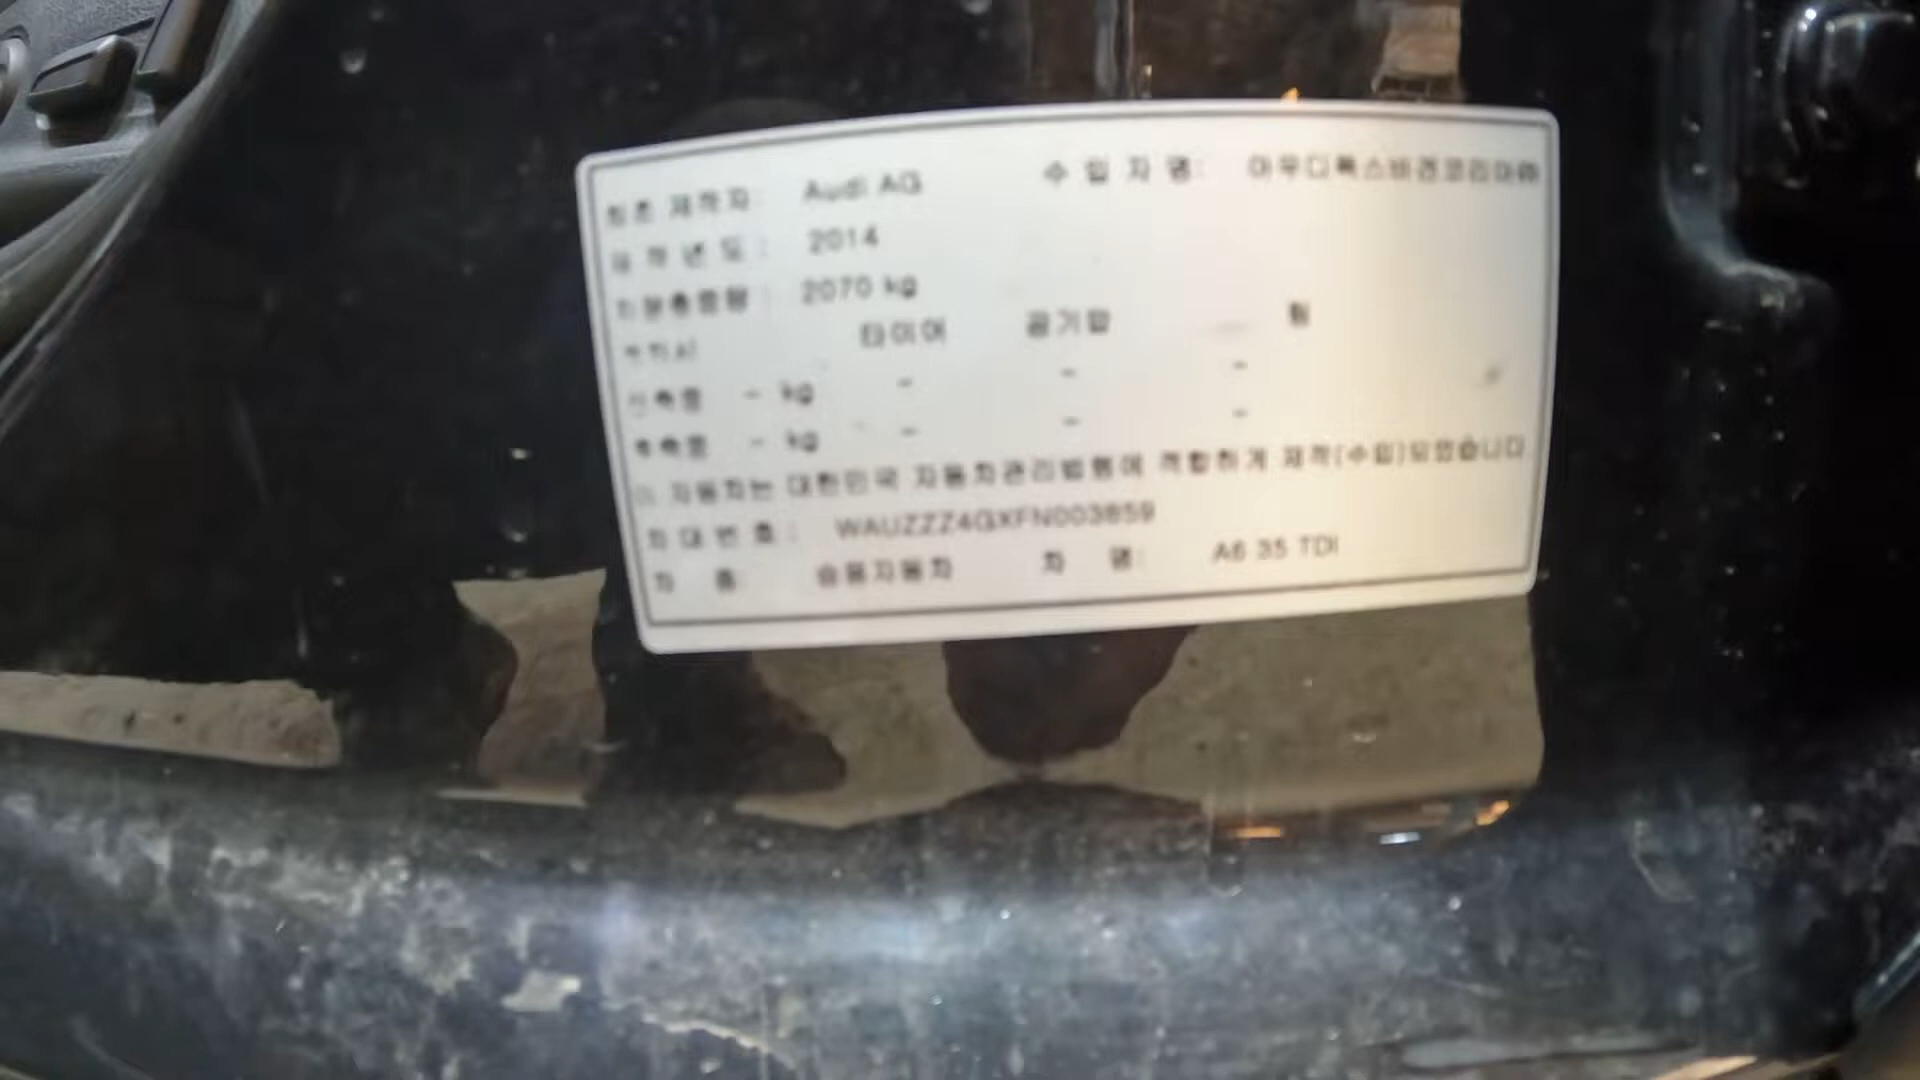 최초 제작자: Audi AG 수 입 자 명: 아우디폭스바겐코리아㈜
제 작 년 도 : 2014
차량총중량 : 2070 kg
타이어 공기압 림
전축중 - kg - - -
후축중 - kg - - -
이 자동차는 대한민국 자동차관리법령에 적합하게 제작(수입)되었습니다.
차 대 번 호 : WAUZZZ4GXFN003859
차 종: 승용자동차 차 명: A6 35 TDI